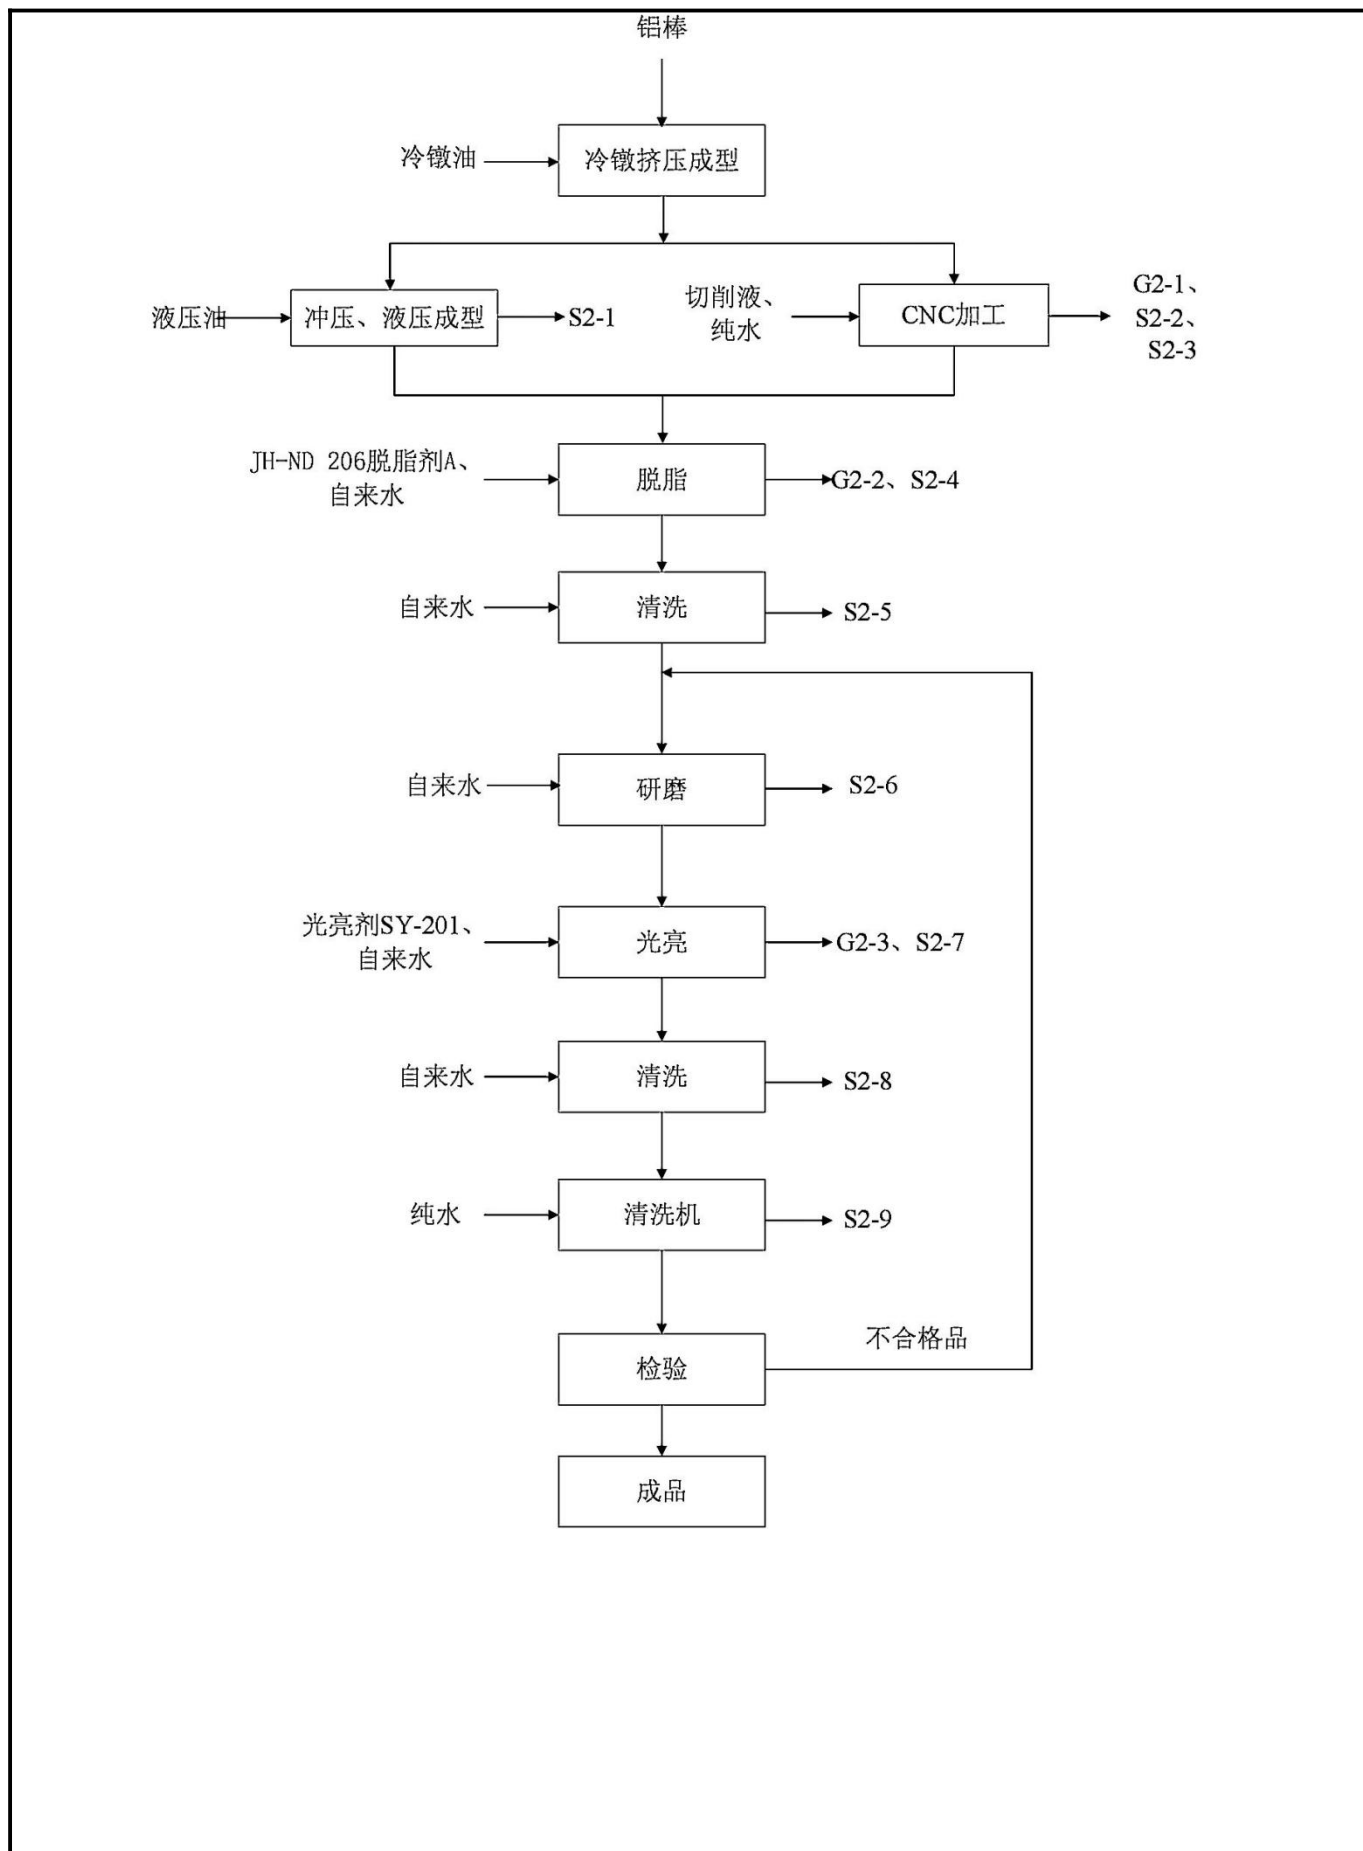 铝棒
冷镦油
冷镦挤压成型
液压油
冲压、液压成型
S2-1
切削液、
纯水
CNC加工
G2-1、
S2-2、
S2-3
JH-ND 206脱脂剂A、
自来水
脱脂
G2-2、S2-4
自来水
清洗
S2-5
自来水
研磨
S2-6
光亮剂SY-201、
自来水
光亮
G2-3、S2-7
自来水
清洗
S2-8
纯水
清洗机
S2-9
不合格品
检验
成品